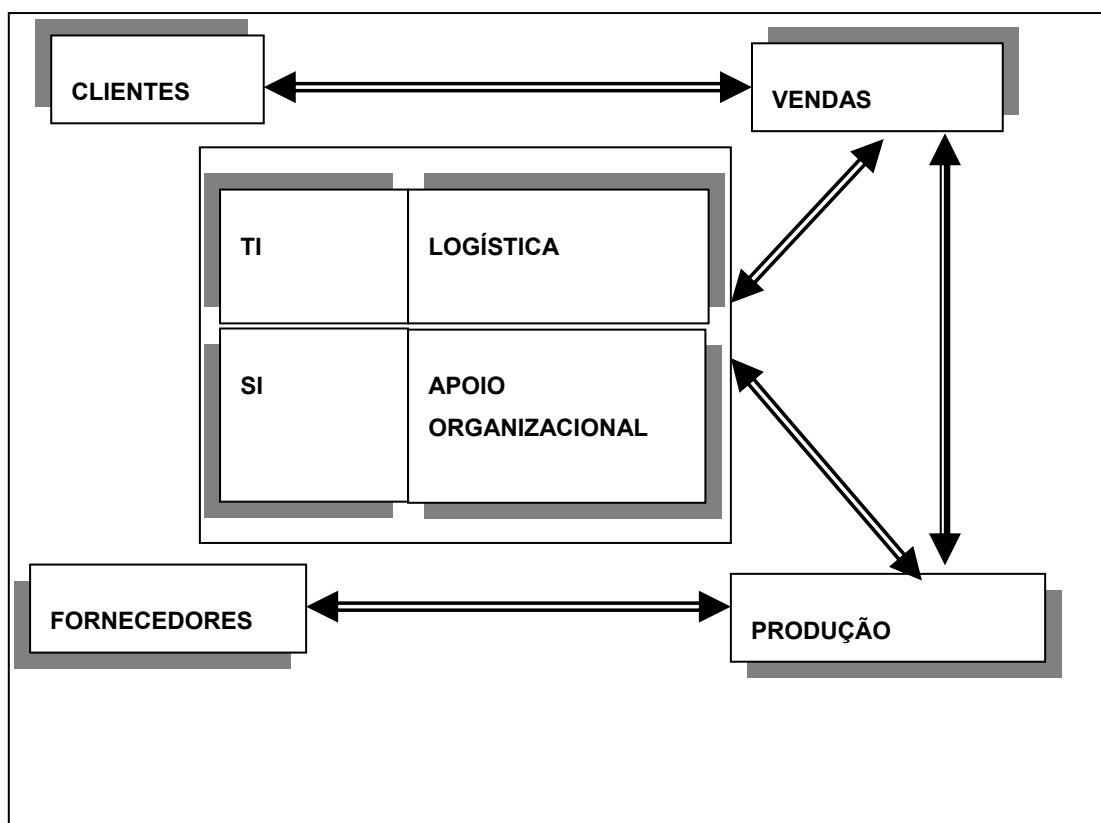 CLIENTES
VENDAS
TI
LOGÍSTICA
SI
APOIO
ORGANIZACIONAL
FORNECEDORES
PRODUÇÃO